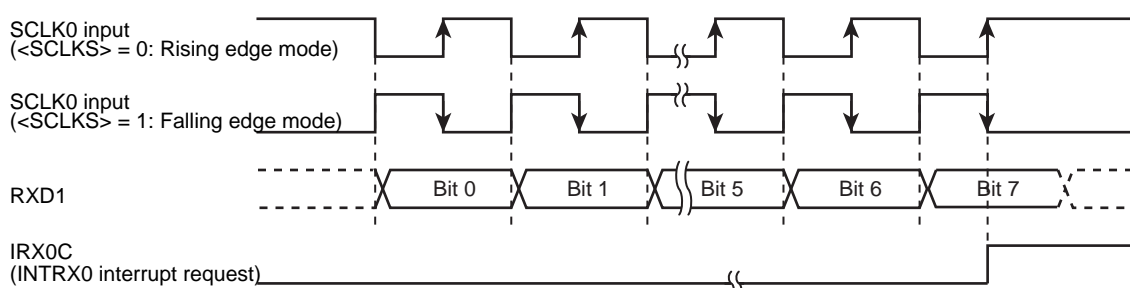 SCLK0 input
(<SCLKS> = 0: Rising edge mode)
SCLK0 input
(<SCLKS> = 1: Falling edge mode)
RXD1
Bit 0
Bit 1
Bit 5
Bit 6
Bit 7
IRX0C
(INTRX0 interrupt request)